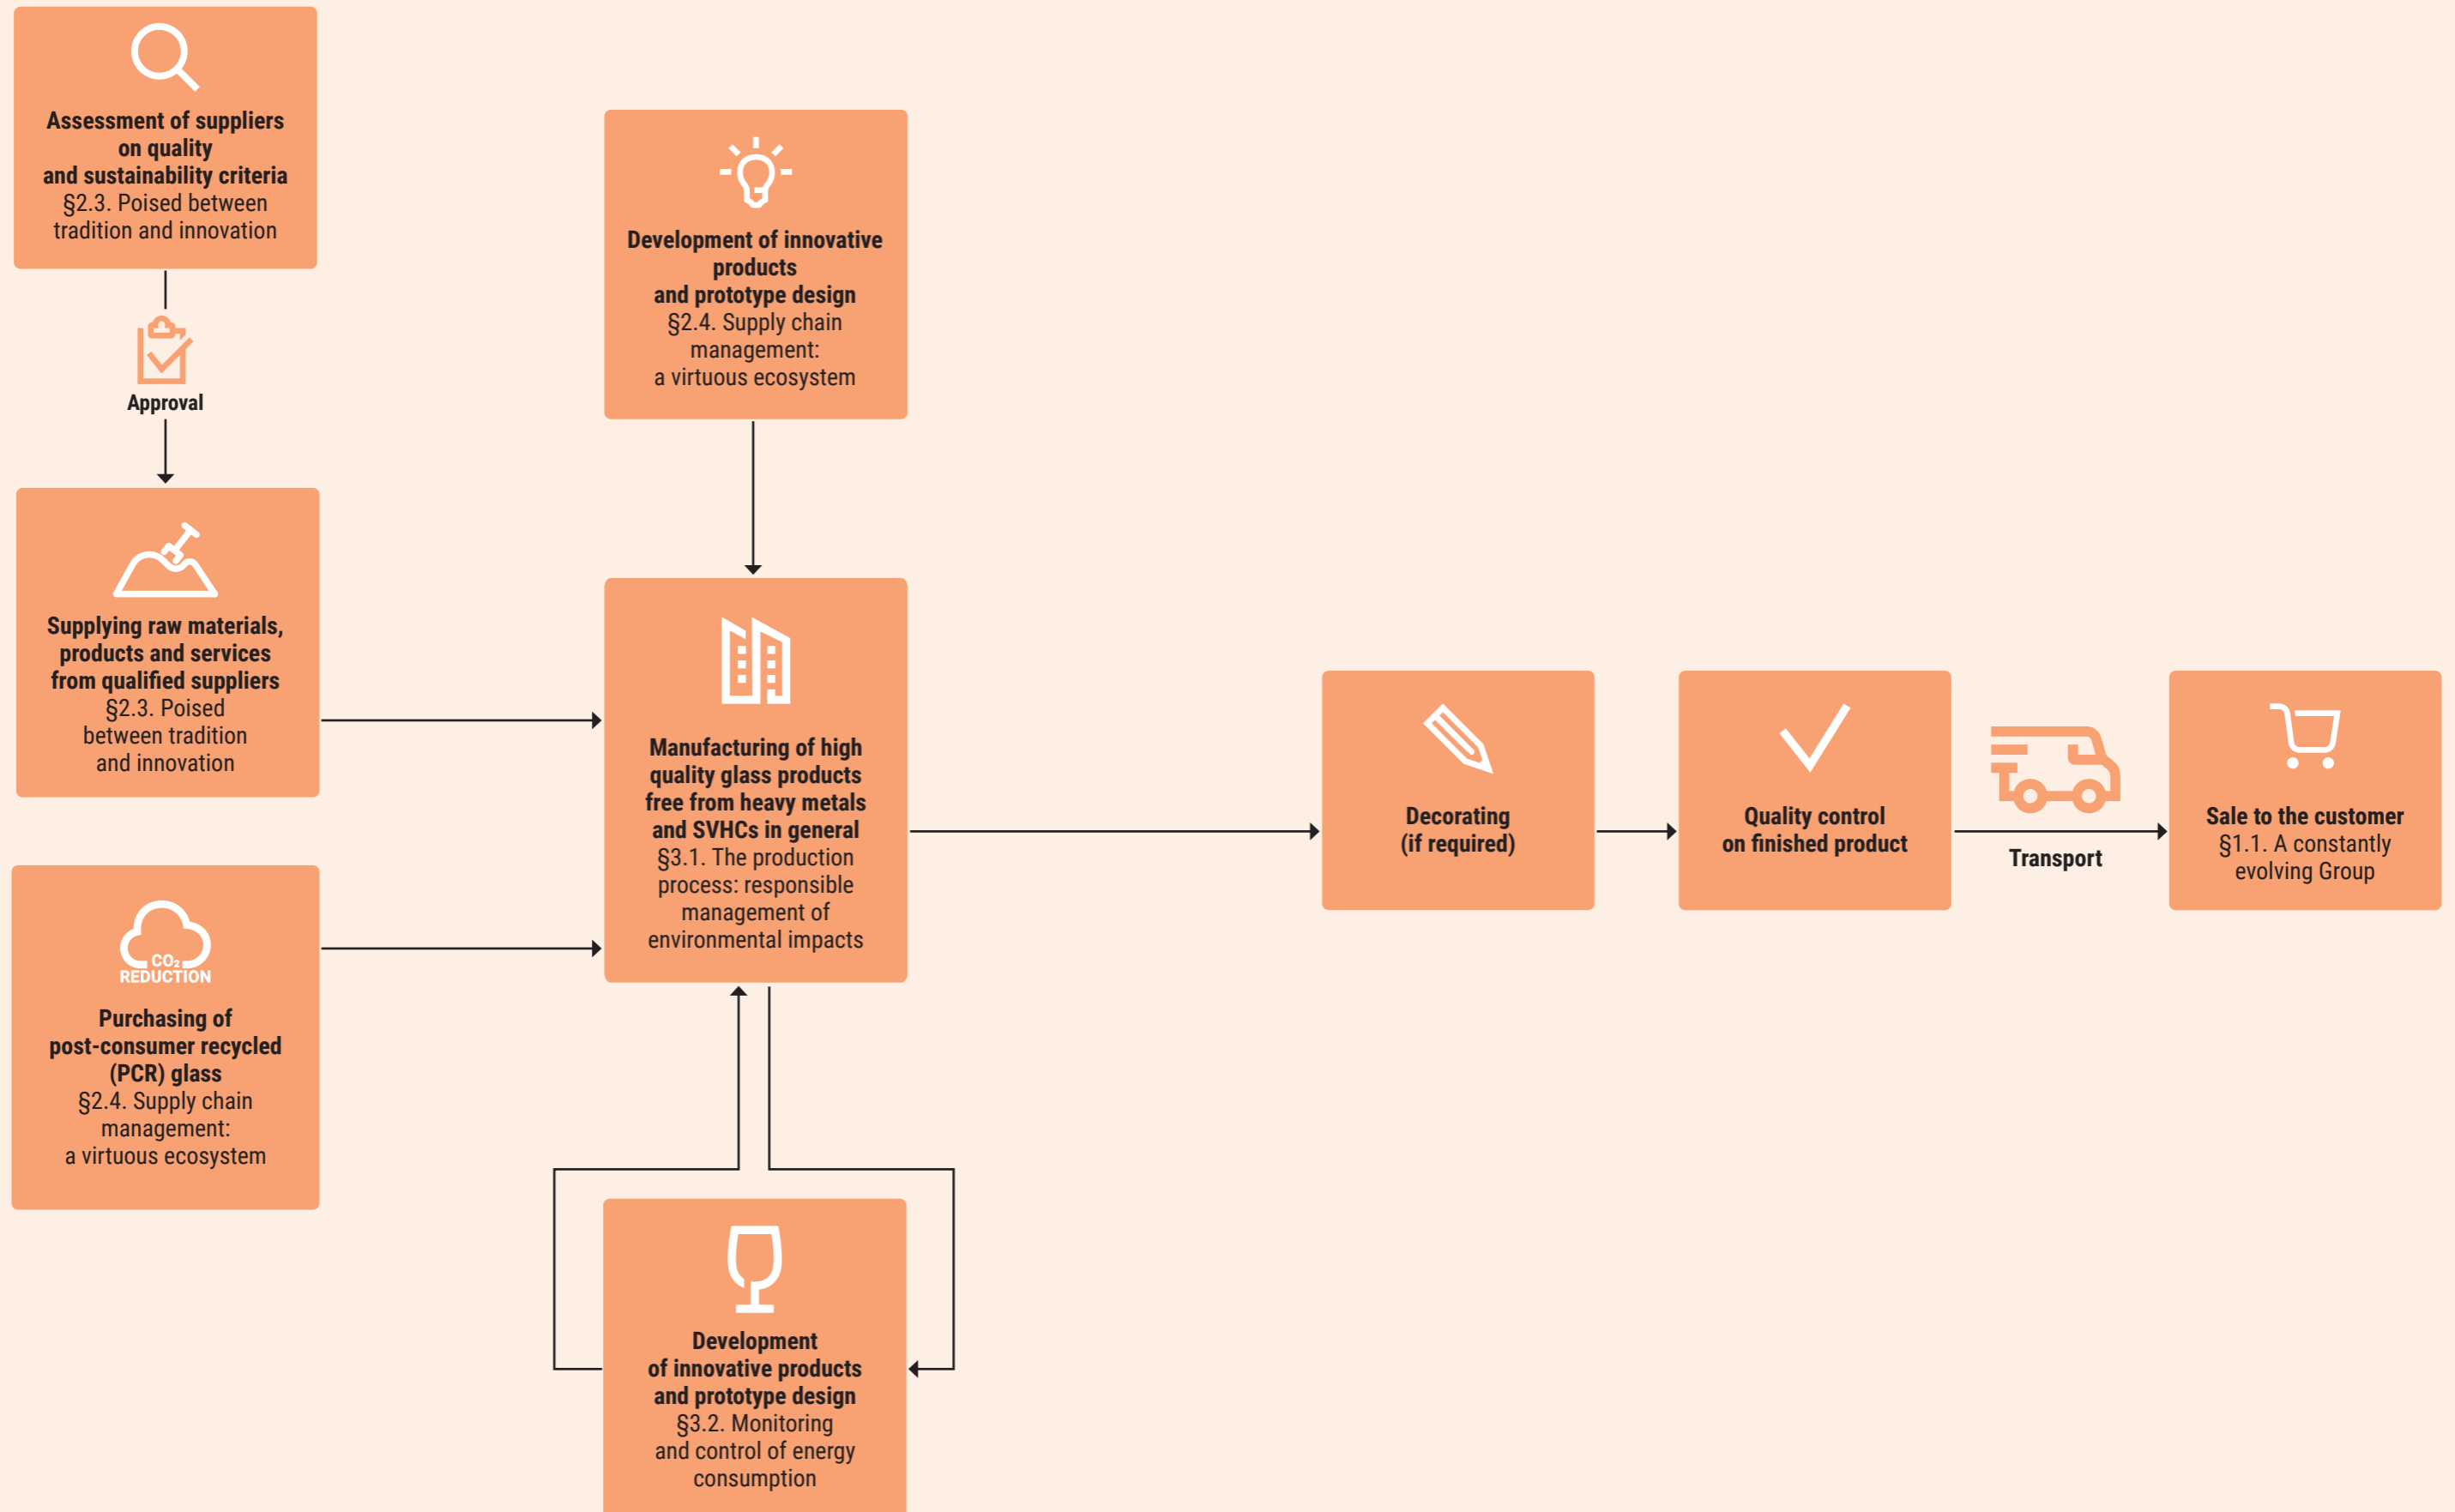 Assessment of suppliers
on quality
and sustainability criteria
§2.3. Poised between
tradition and innovation
Approval
Supplying raw materials,
products and services
from qualified suppliers
§2.3. Poised
between tradition
and innovation
CO₂
REDUCTION
Purchasing of
post-consumer recycled
(PCR) glass
§2.4. Supply chain
management:
a virtuous ecosystem
Development of innovative
products
and prototype design
§2.4. Supply chain
management:
a virtuous ecosystem
Manufacturing of high
quality glass products
free from heavy metals
and SVHCs in general
§3.1. The production
process: responsible
management of
environmental impacts
Development
of innovative products
and prototype design
§3.2. Monitoring
and control of energy
consumption
Decorating
(if required)
Quality control
on finished product
Transport
Sale to the customer
§1.1. A constantly
evolving Group